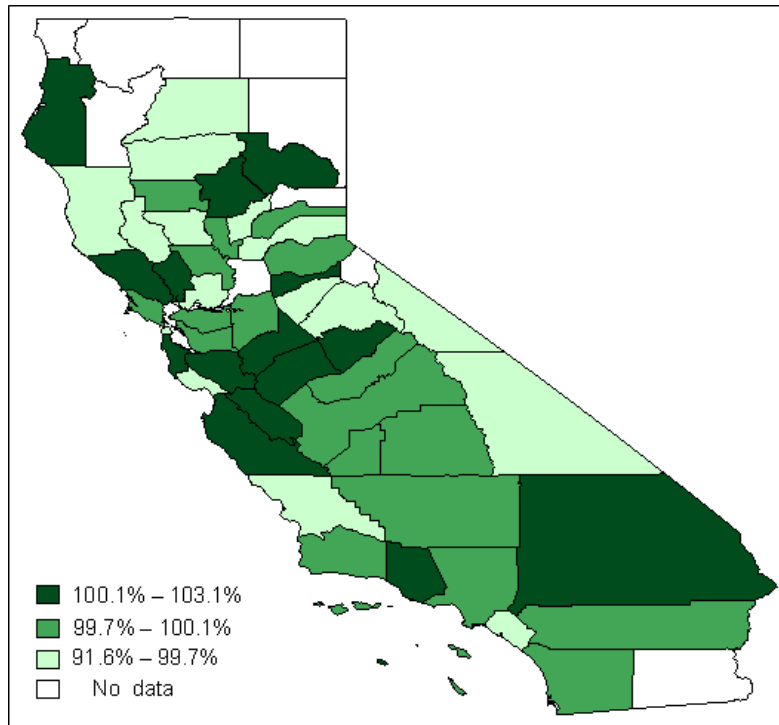 100.1% – 103.1%
99.7% – 100.1%
91.6% – 99.7%
No data